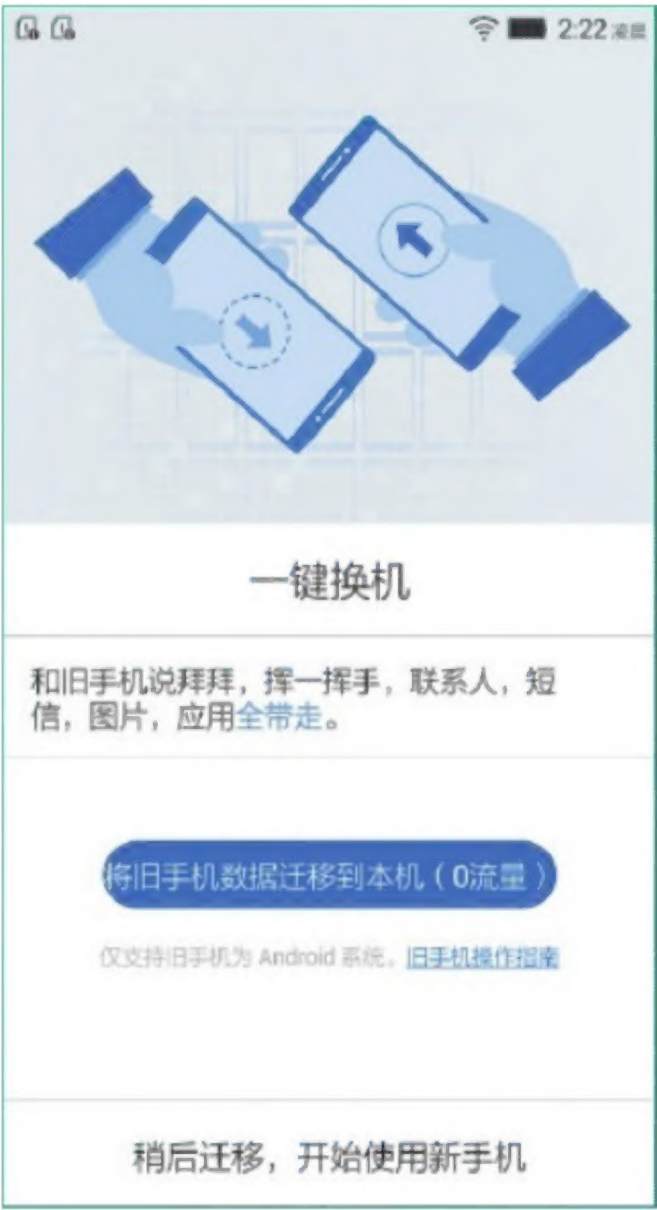 2:22 凌晨
一键换机
和旧手机说拜拜，挥一挥手，联系人，短
信，图片，应用全带走。
将旧手机数据迁移到本机（0流量）
仅支持旧手机为 Android 系统。旧手机操作指南
稍后迁移，开始使用新手机